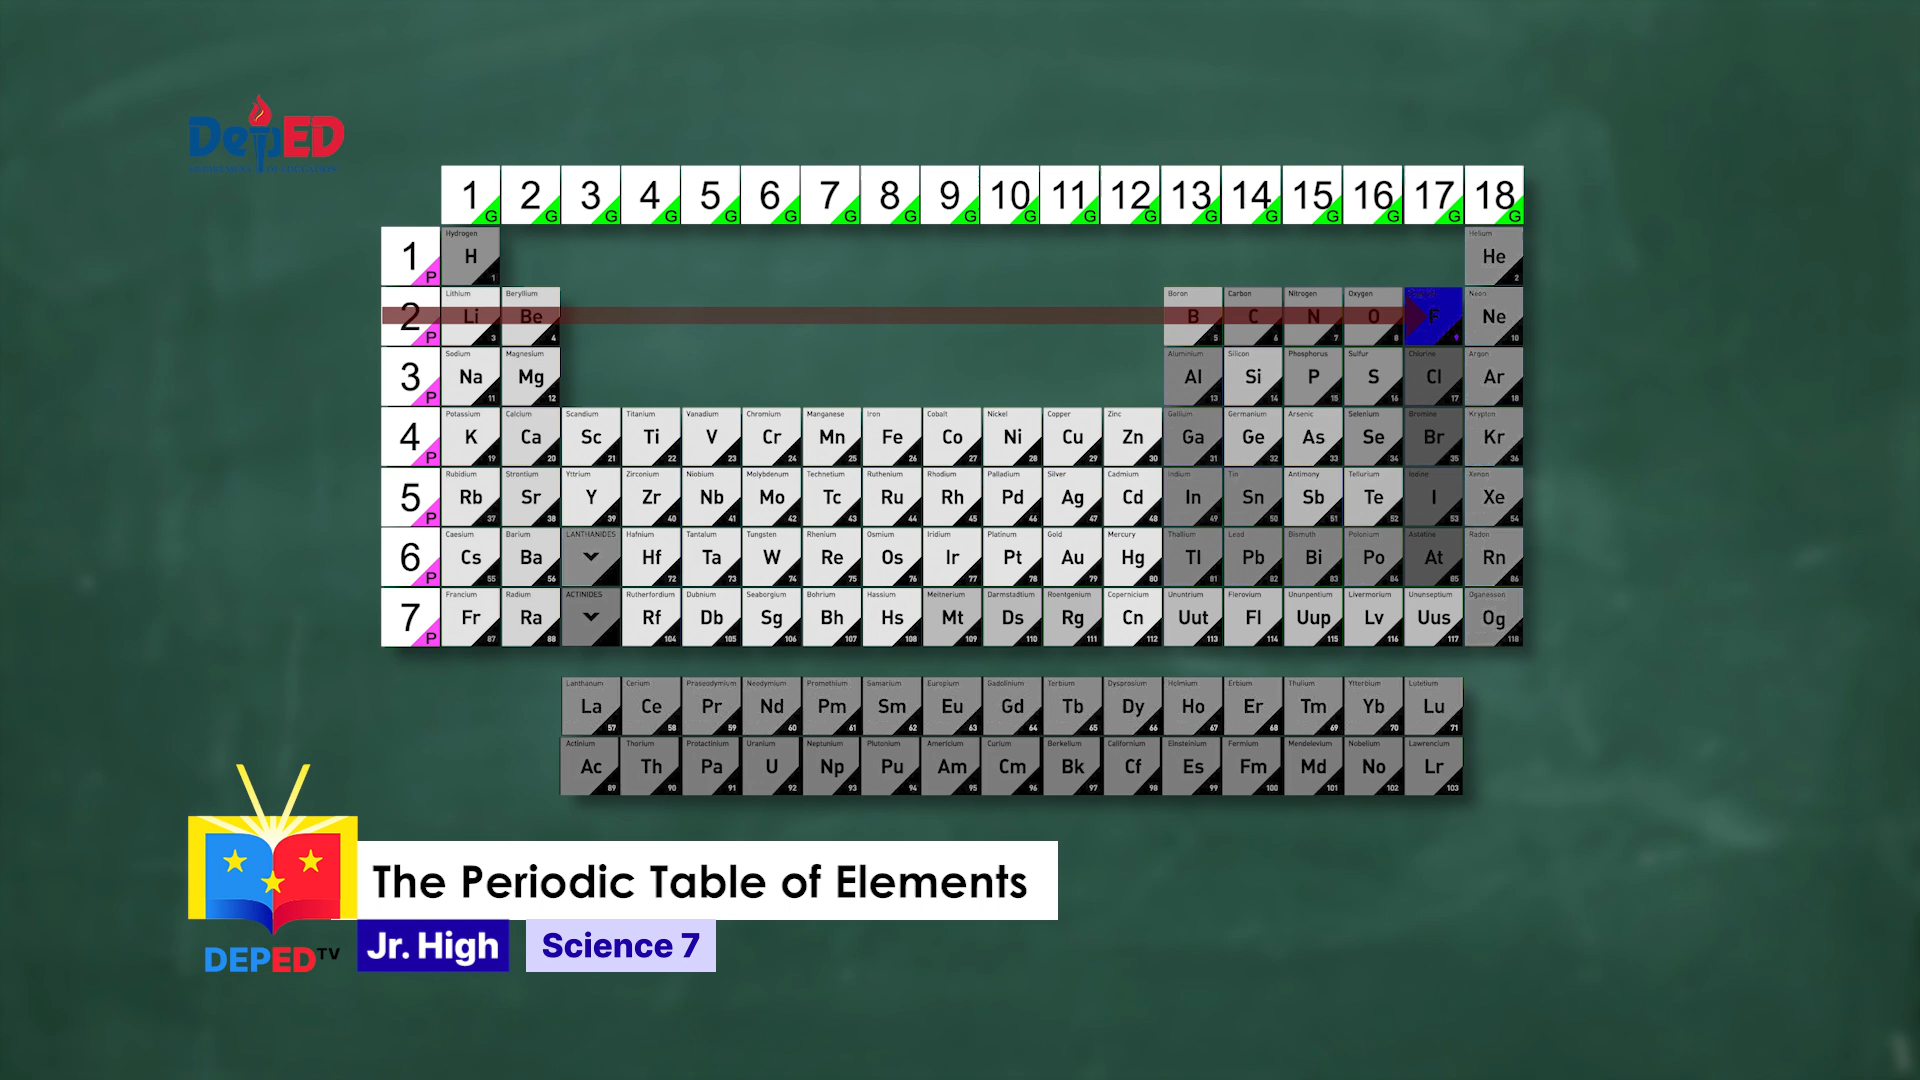 DepED
DEPARTMENT OF EDUCATION
1 G 2 G 3 G 4 G 5 G 6 G 7 G 8 G 9 G 10 G 11 G 12 G 13 G 14 G 15 G 16 G 17 G 18 G
Hydrogen Helium
1 P H 1 He 2
Lithium Beryllium Boron Carbon Nitrogen Oxygen Neon
2 P Li 3 Be 4 B 5 C 6 N 7 O 8 F 9 Ne 10
Sodium Magnesium Aluminium Silicon Phosphorus Sulfur Chlorine Argon
3 P Na 11 Mg 12 Al 13 Si 14 P 15 S 16 Cl 17 Ar 18
Potassium Calcium Scandium Titanium Vanadium Chromium Manganese Iron Cobalt Nickel Copper Zinc Gallium Germanium Arsenic Selenium Bromine Krypton
4 P K 19 Ca 20 Sc 21 Ti 22 V 23 Cr 24 Mn 25 Fe 26 Co 27 Ni 28 Cu 29 Zn 30 Ga 31 Ge 32 As 33 Se 34 Br 35 Kr 36
Rubidium Strontium Yttrium Zirconium Niobium Molybdenum Technetium Ruthenium Rhodium Palladium Silver Cadmium Indium Tin Antimony Tellurium Iodine Xenon
5 P Rb 37 Sr 38 Y 39 Zr 40 Nb 41 Mo 42 Tc 43 Ru 44 Rh 45 Pd 46 Ag 47 Cd 48 In 49 Sn 50 Sb 51 Te 52 I 53 Xe 54
Caesium Barium LANTHANIDES Hafnium Tantalum Tungsten Rhenium Osmium Iridium Platinum Gold Mercury Thallium Lead Bismuth Polonium Astatine Radon
6 P Cs 55 Ba 56 Hf 72 Ta 73 W 74 Re 75 Os 76 Ir 77 Pt 78 Au 79 Hg 80 Tl 81 Pb 82 Bi 83 Po 84 At 85 Rn 86
Francium Radium ACTINIDES Rutherfordium Dubnium Seaborgium Bohrium Hassium Meitnerium Darmstadtium Roentgenium Copernicium Ununtrium Flerovium Ununpentium Livermorium Ununseptium Oganesson
7 P Fr 87 Ra 88 Rf 104 Db 105 Sg 106 Bh 107 Hs 108 Mt 109 Ds 110 Rg 111 Cn 112 Uut 113 Fl 114 Uup 115 Lv 116 Uus 117 Og 118
Lanthanum Cerium Praseodymium Neodymium Promethium Samarium Europium Gadolinium Terbium Dysprosium Holmium Erbium Thulium Ytterbium Lutetium
La 57 Ce 58 Pr 59 Nd 60 Pm 61 Sm 62 Eu 63 Gd 64 Tb 65 Dy 66 Ho 67 Er 68 Tm 69 Yb 70 Lu 71
Actinium Thorium Protactinium Uranium Neptunium Plutonium Americium Curium Berkelium Californium Einsteinium Fermium Mendelevium Nobelium Lawrencium
Ac 89 Th 90 Pa 91 U 92 Np 93 Pu 94 Am 95 Cm 96 Bk 97 Cf 98 Es 99 Fm 100 Md 101 No 102 Lr 103
The Periodic Table of Elements
DEPED TV
Jr. High Science 7